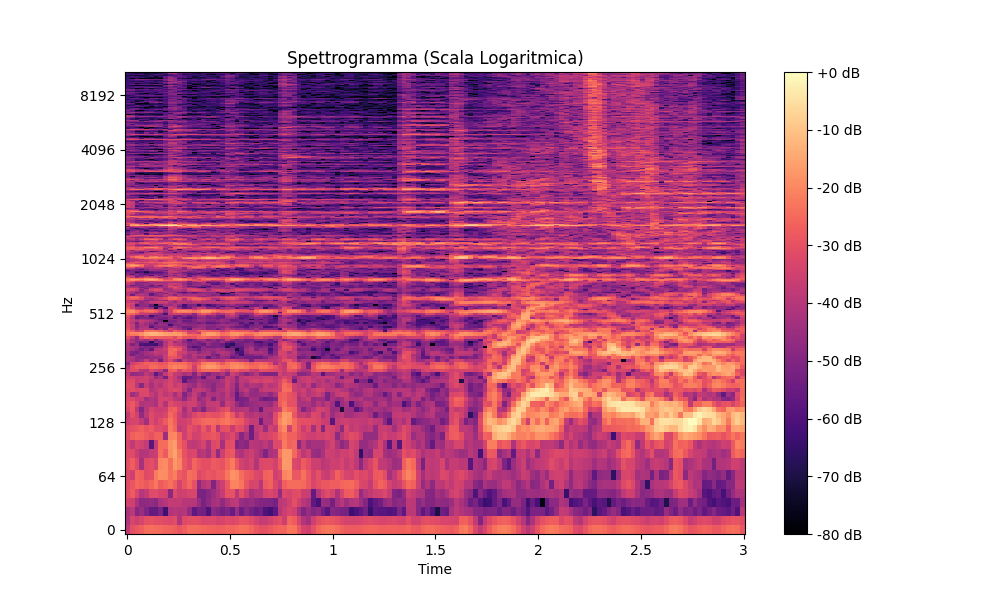 Spettrogramma (Scala Logaritmica)
Hz
8192
4096
2048
1024
512
256
128
64
0
0 0.5 1 1.5 2 2.5 3
Time
+0 dB
-10 dB
-20 dB
-30 dB
-40 dB
-50 dB
-60 dB
-70 dB
-80 dB